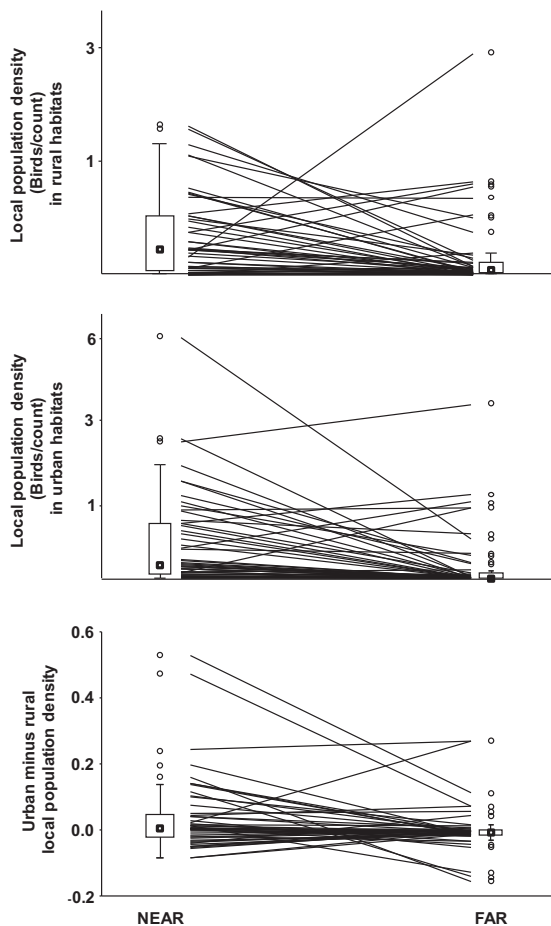 Local population density
(Birds/count)
in rural habitats
3
1
Local population density
(Birds/count)
in urban habitats
6
3
1
Urban minus rural
local population density
0.6
0.4
0.2
0.0
-0.2
NEAR
FAR